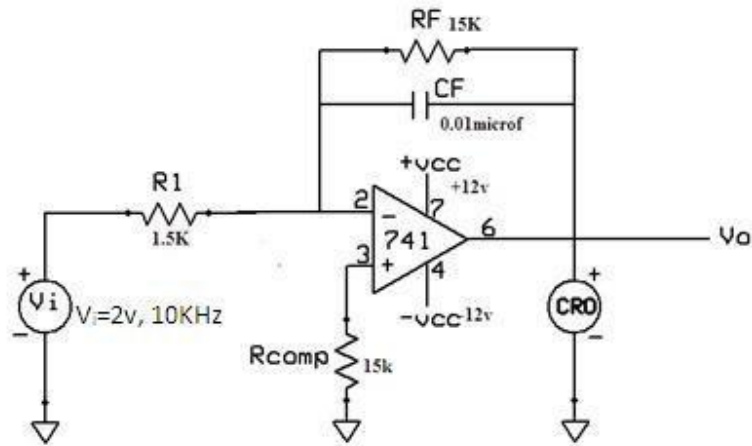 RF 15K
CF
0.01microf
+Vcc
+12v
R1
1.5K
2
-
7
741
6
Vo
3
+
4
-Vcc -12v
+
Vi
-
Vi=2v, 10KHz
Rcomp
15k
+
CRO
-